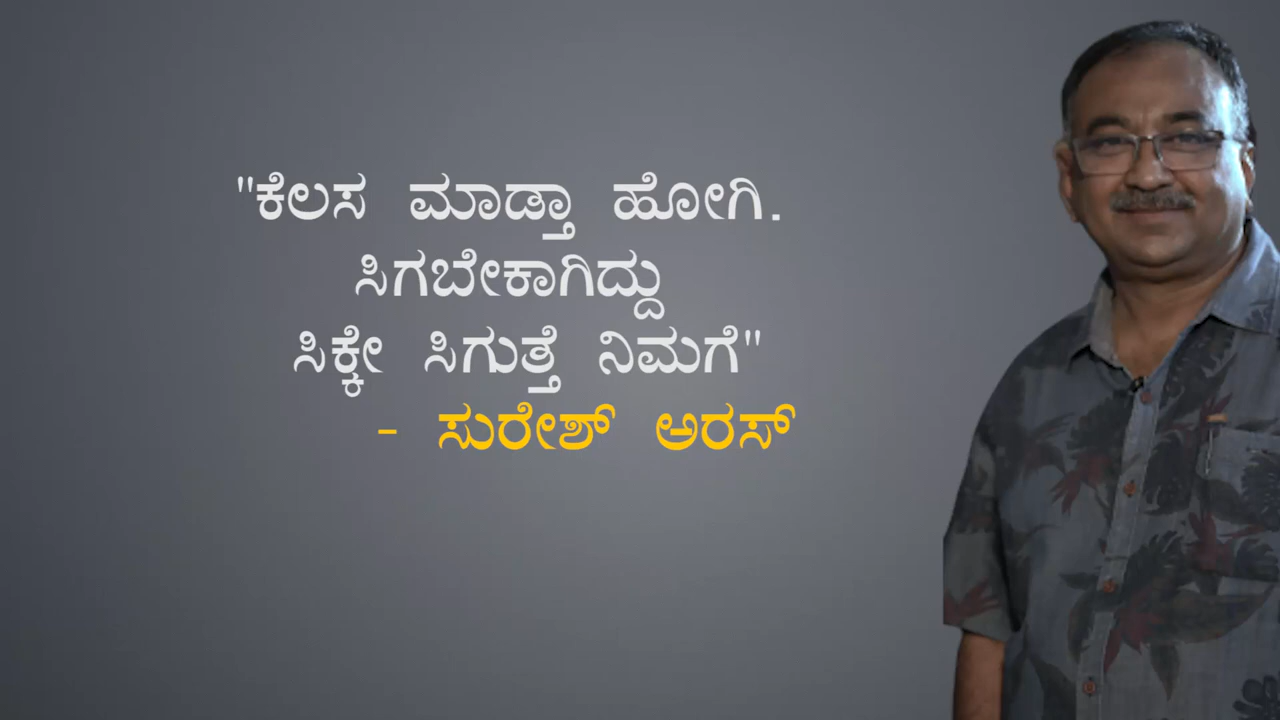 "ಕೆಲಸ ಮಾಡ್ತಾ ಹೋಗಿ.
ಸಿಗಬೇಕಾಗಿದ್ದು
ಸಿಕ್ಕೇ ಸಿಗುತ್ತೆ ನಿಮಗೆ"
- ಸುರೇಶ್ ಅರಸ್